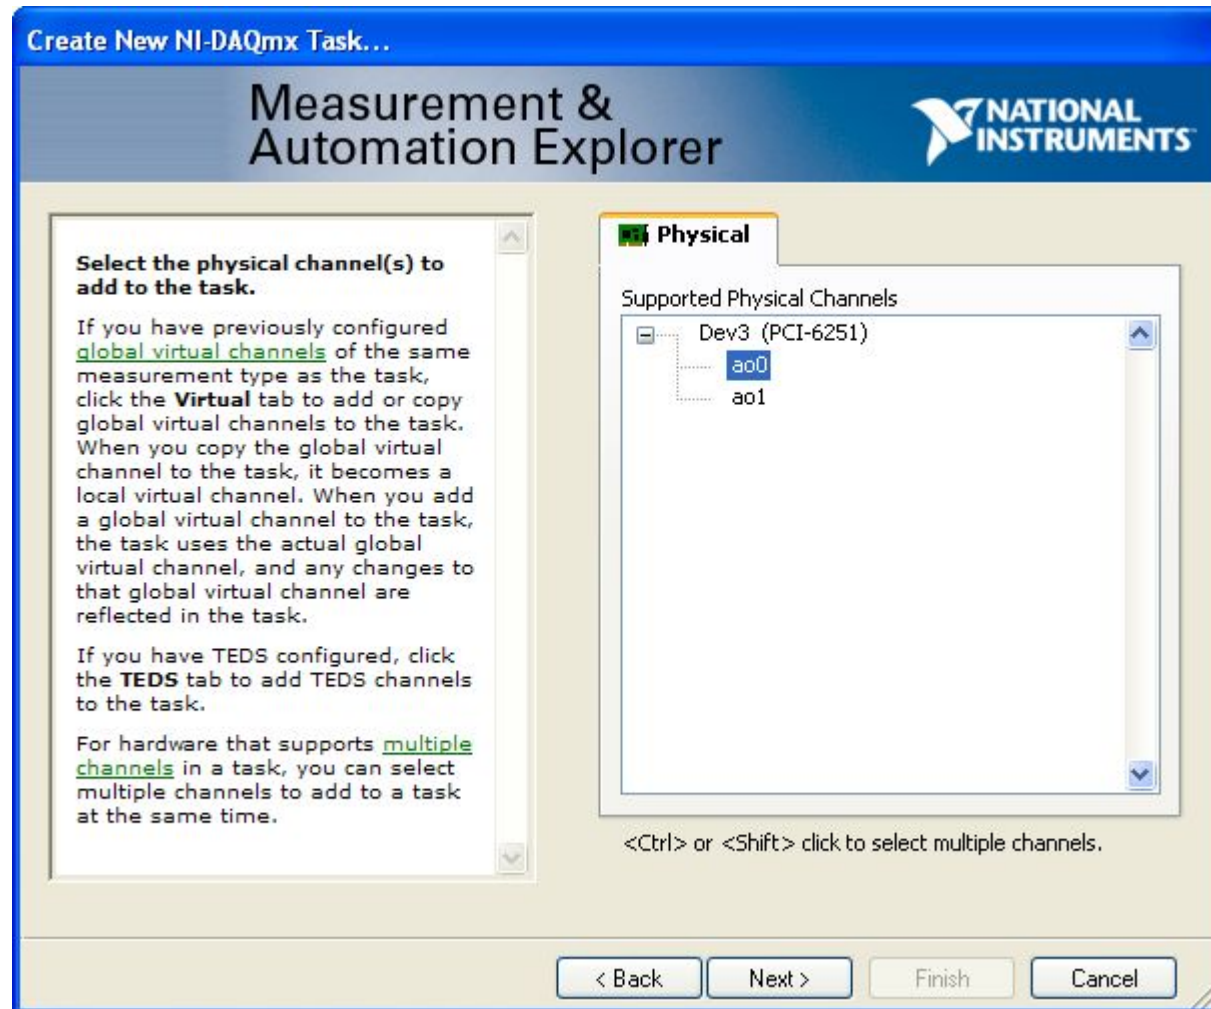 Create New NI-DAQmx Task...
Measurement &
Automation Explorer
NATIONAL
INSTRUMENTS
Select the physical channel(s) to
add to the task.
If you have previously configured
global virtual channels of the same
measurement type as the task,
click the Virtual tab to add or copy
global virtual channels to the task.
When you copy the global virtual
channel to the task, it becomes a
local virtual channel. When you add
a global virtual channel to the task,
the task uses the actual global
virtual channel, and any changes to
that global virtual channel are
reflected in the task.
If you have TEDS configured, click
the TEDS tab to add TEDS channels
to the task.
For hardware that supports multiple
channels in a task, you can select
multiple channels to add to a task
at the same time.
Physical
Supported Physical Channels
Dev3 (PCI-6251)
ao0
ao1
<Ctrl> or <Shift> click to select multiple channels.
< Back
Next >
Finish
Cancel